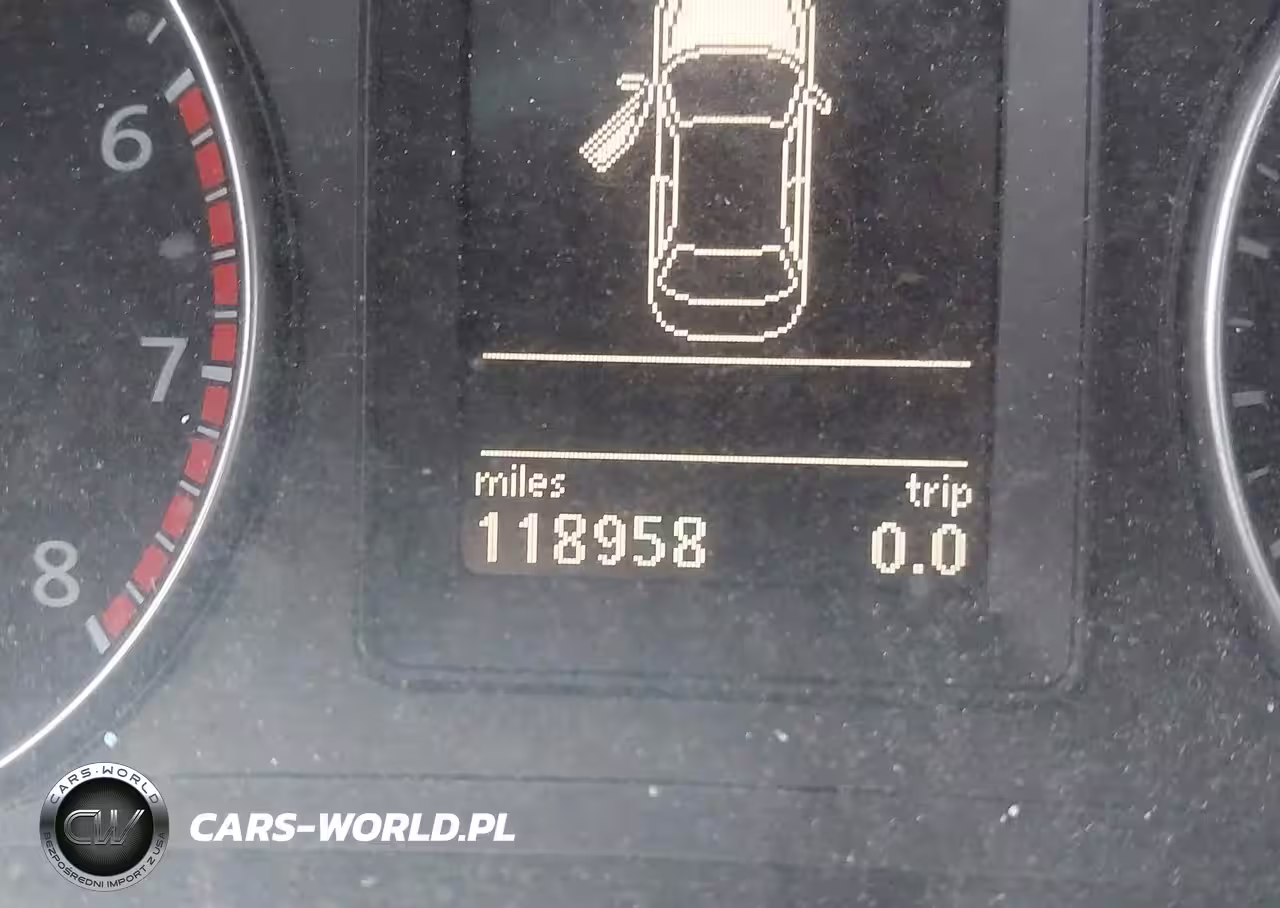 6
7
8
miles trip
118958 0.0
CARS-WORLD
CW
BEZPOŚREDNI IMPORT Z USA
CARS-WORLD.PL